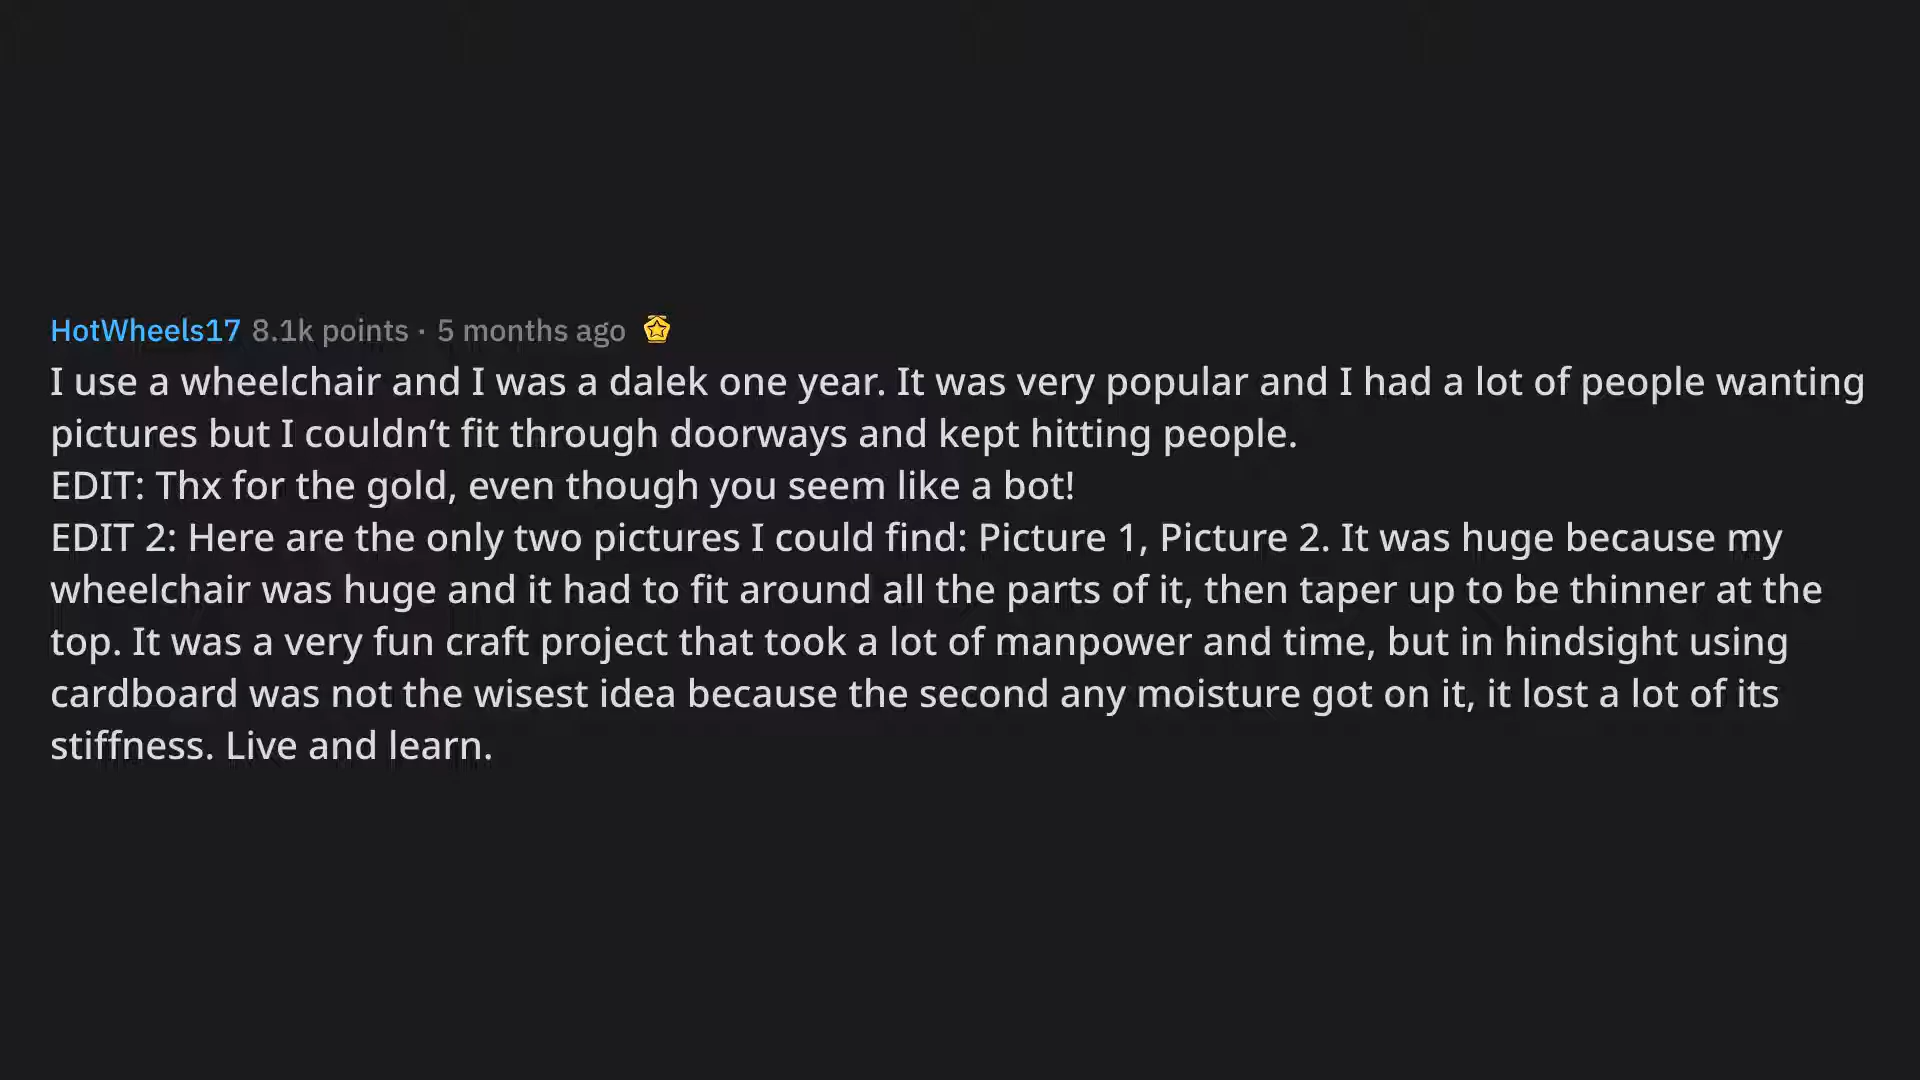 HotWheels17 8.1k points · 5 months ago
I use a wheelchair and I was a dalek one year. It was very popular and I had a lot of people wanting
pictures but I couldn’t fit through doorways and kept hitting people.
EDIT: Thx for the gold, even though you seem like a bot!
EDIT 2: Here are the only two pictures I could find: Picture 1, Picture 2. It was huge because my
wheelchair was huge and it had to fit around all the parts of it, then taper up to be thinner at the
top. It was a very fun craft project that took a lot of manpower and time, but in hindsight using
cardboard was not the wisest idea because the second any moisture got on it, it lost a lot of its
stiffness. Live and learn.